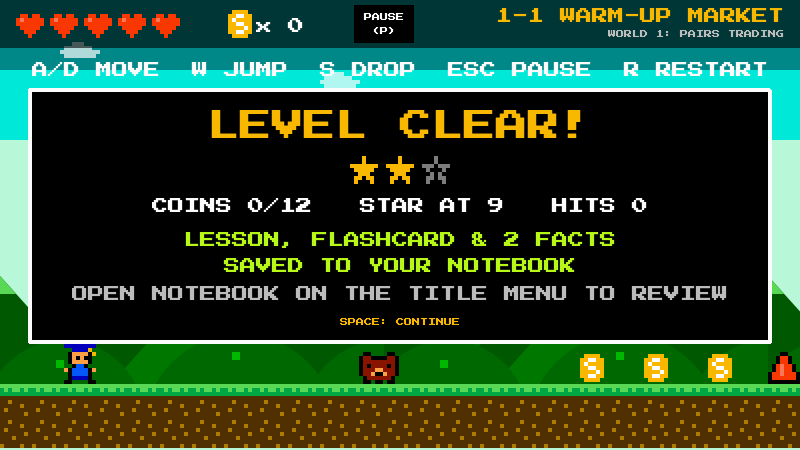 x 0
PAUSE
(P)
1-1 WARM-UP MARKET
WORLD 1: PAIRS TRADING
A/D MOVE W JUMP S DROP ESC PAUSE R RESTART
LEVEL CLEAR!
COINS 0/12 STAR AT 9 HITS 0
LESSON, FLASHCARD & 2 FACTS
SAVED TO YOUR NOTEBOOK
OPEN NOTEBOOK ON THE TITLE MENU TO REVIEW
SPACE: CONTINUE